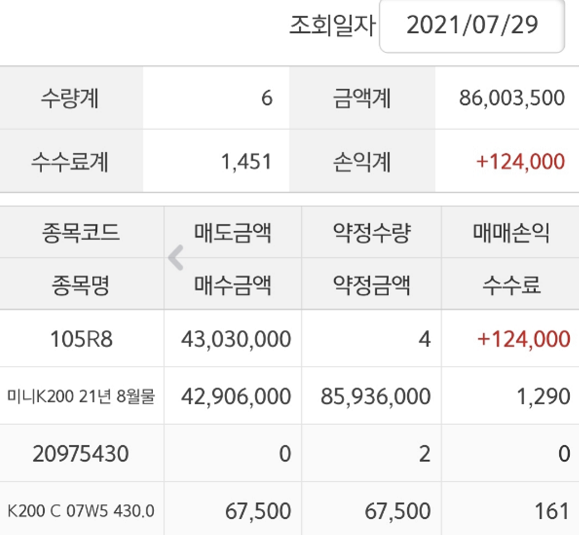 조회일자 2021/07/29
수량계 6 금액계 86,003,500
수수료계 1,451 손익계 +124,000
종목코드 매도금액 약정수량 매매손익
종목명 매수금액 약정금액 수수료
105R8 43,030,000 4 +124,000
미니K200 21년 8월물 42,906,000 85,936,000 1,290
20975430 0 2 0
K200 C 07W5 430.0 67,500 67,500 161